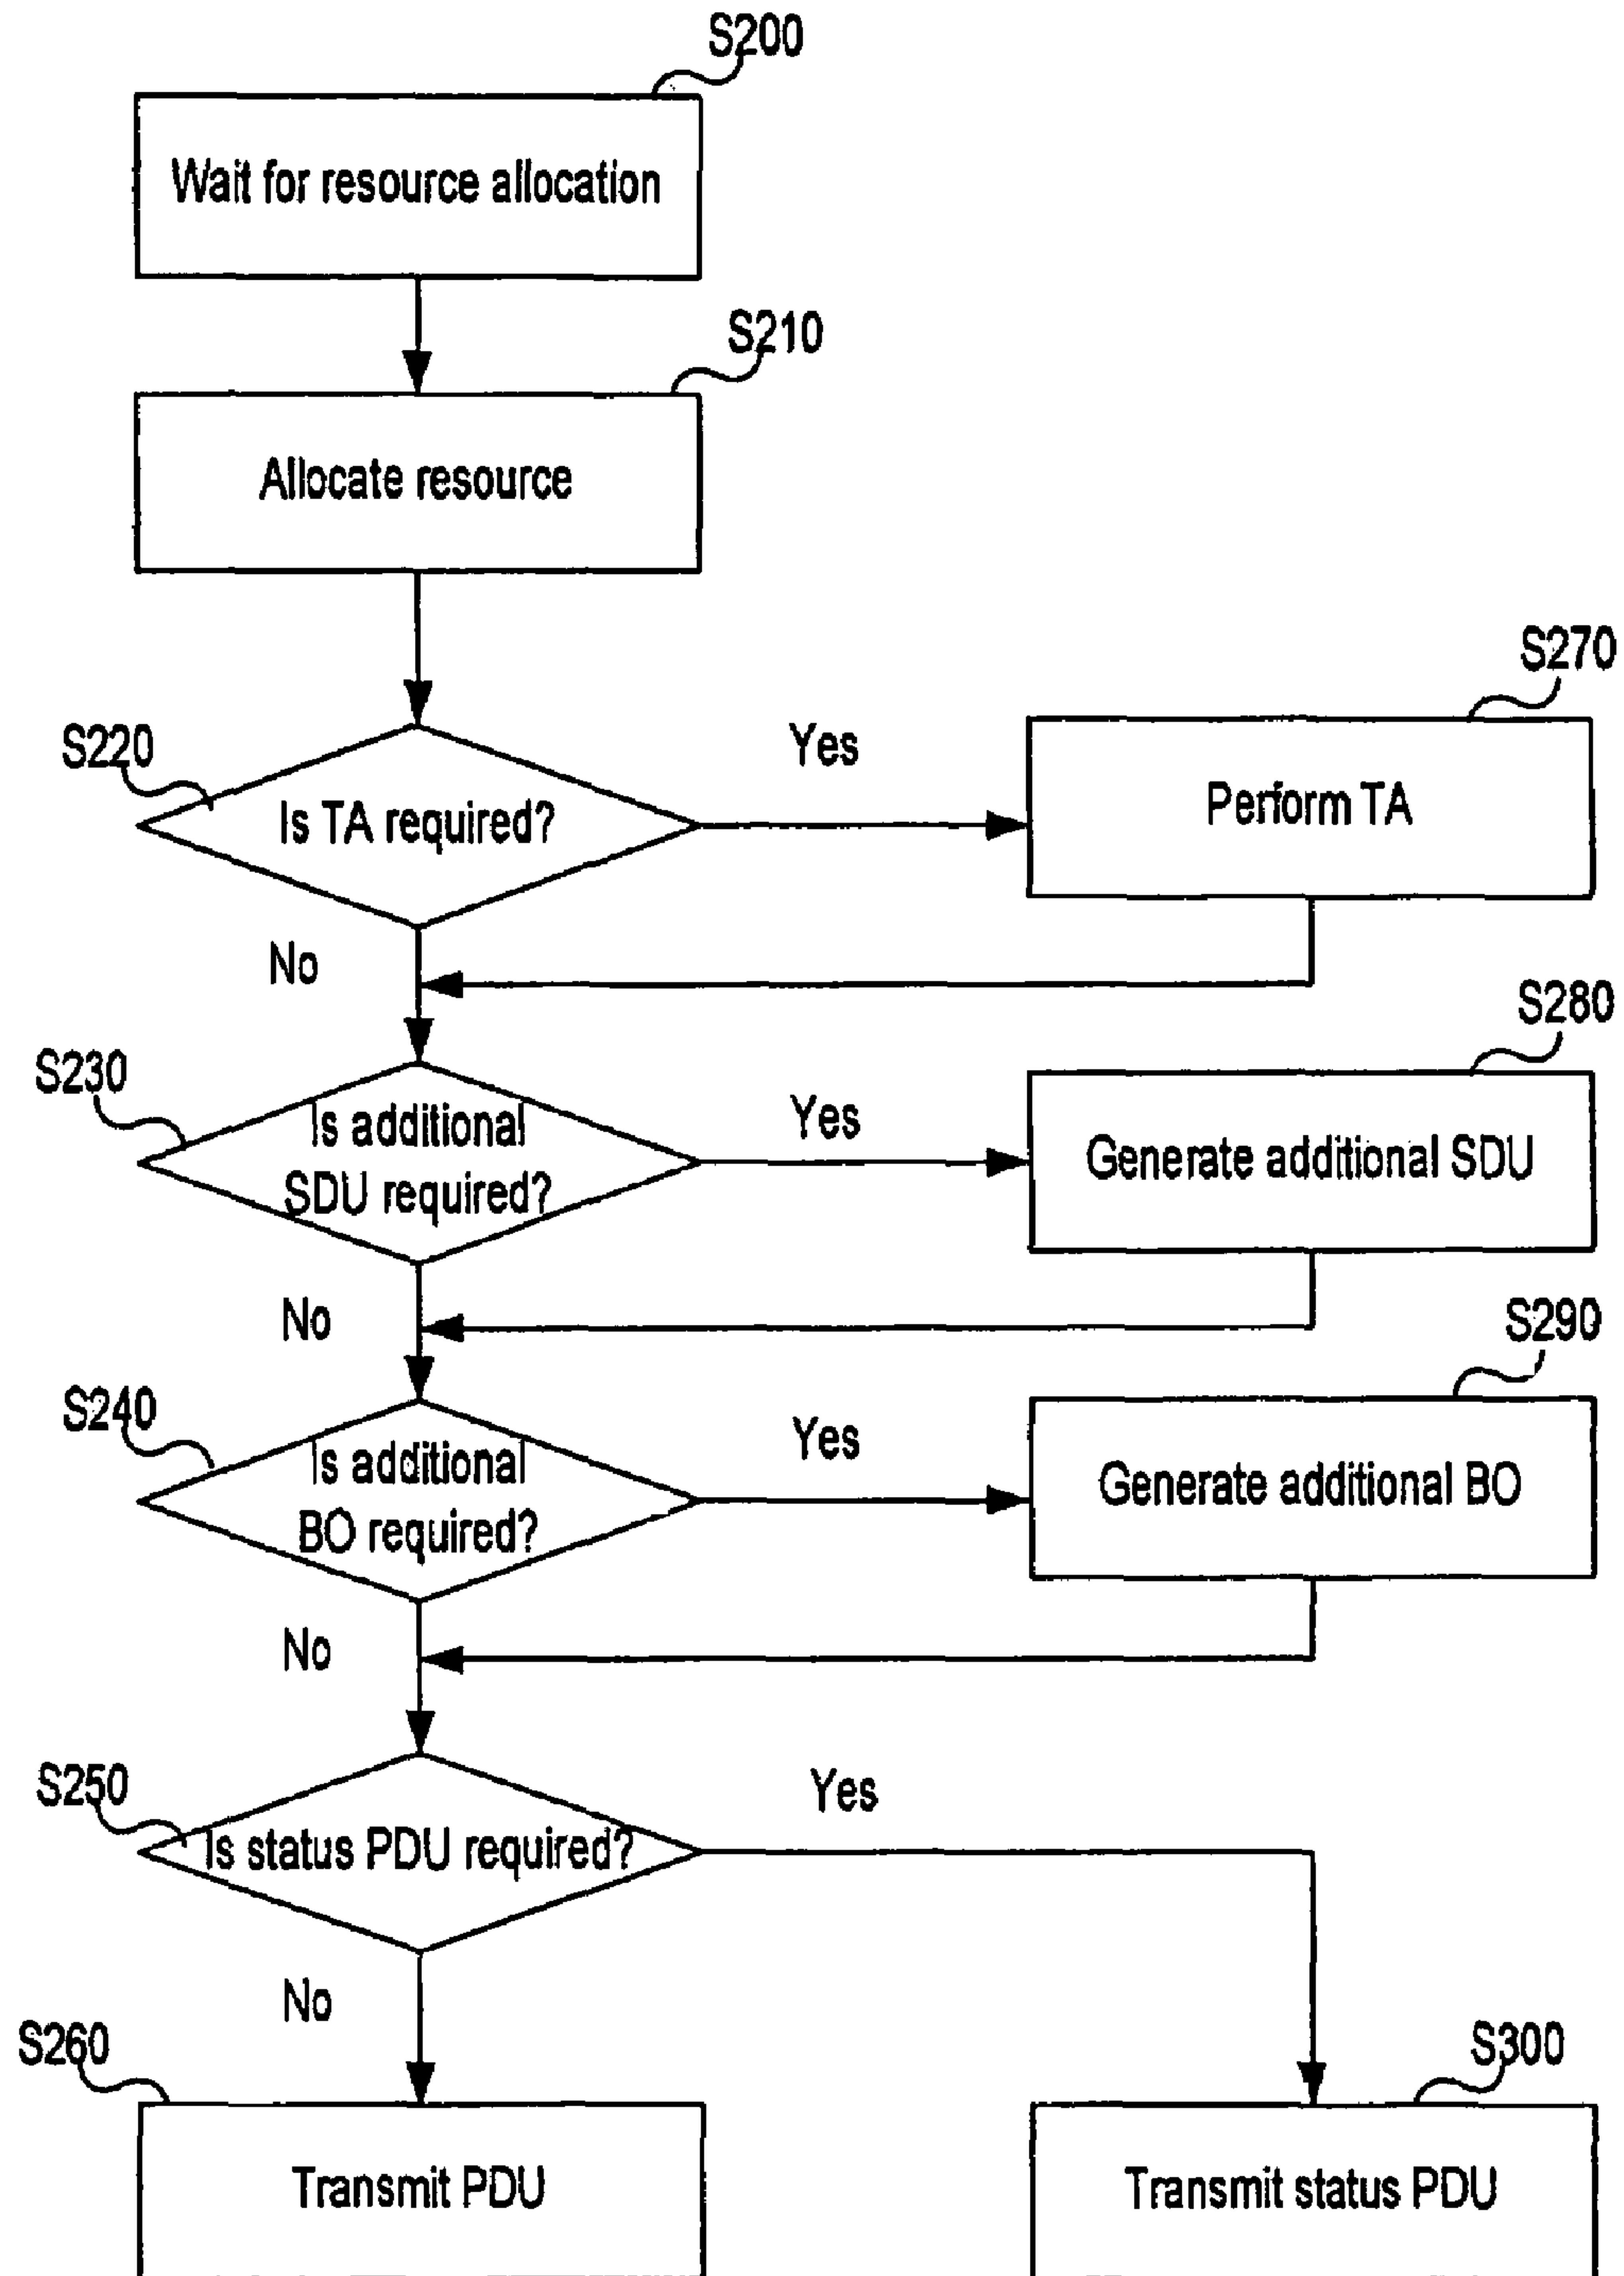 S200
Wait for resource allocation
S210
Allocate resource
S270
S220
Yes
Is TA required?
Perform TA
No
S280
S230
Is additional
SDU required?
Yes
Generate additional SDU
No
S290
S240
Is additional
BO required?
Yes
Generate additional BO
No
S250
Yes
Is status PDU required?
No
S260
S300
Transmit PDU
Transmit status PDU